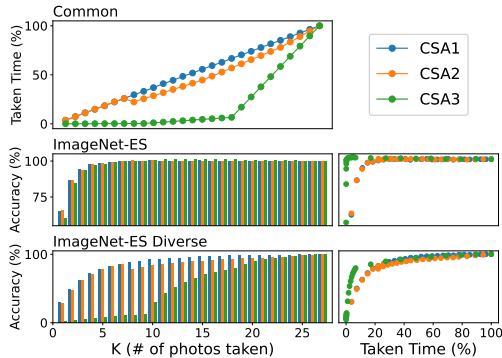 Common
Taken Time (%)
100
50
0
CSA1
CSA2
CSA3
ImageNet-ES
Accuracy (%)
100
75
ImageNet-ES Diverse
Accuracy (%)
100
0
0 5 10 15 20 25
K (# of photos taken)
0 20 40 60 80 100
Taken Time (%)